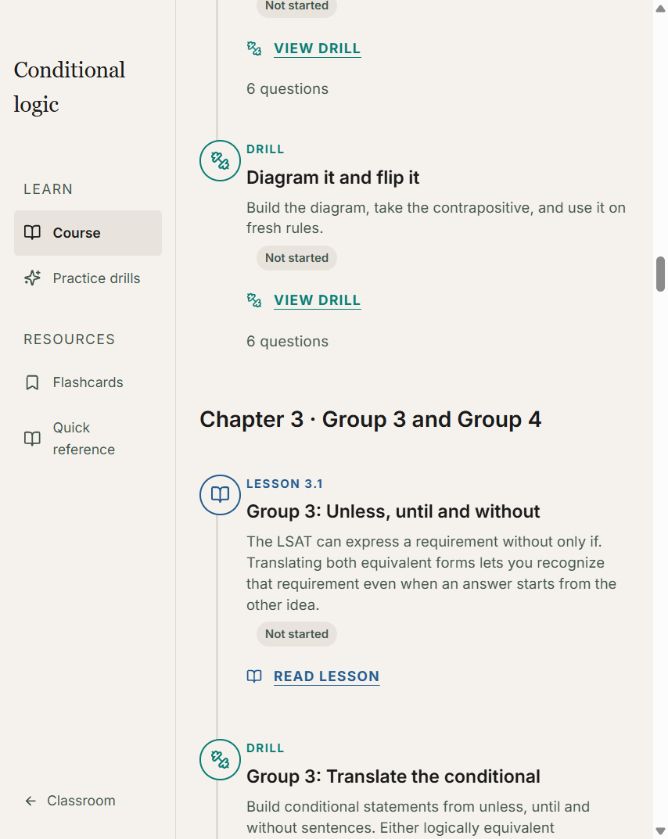 Conditional
logic
LEARN
Course
Practice drills
RESOURCES
Flashcards
Quick
reference
Classroom
Not started
VIEW DRILL
6 questions
DRILL
Diagram it and flip it
Build the diagram, take the contrapositive, and use it on
fresh rules.
Not started
VIEW DRILL
6 questions
Chapter 3 · Group 3 and Group 4
LESSON 3.1
Group 3: Unless, until and without
The LSAT can express a requirement without only if.
Translating both equivalent forms lets you recognize
that requirement even when an answer starts from the
other idea.
Not started
READ LESSON
DRILL
Group 3: Translate the conditional
Build conditional statements from unless, until and
without sentences. Either logically equivalent